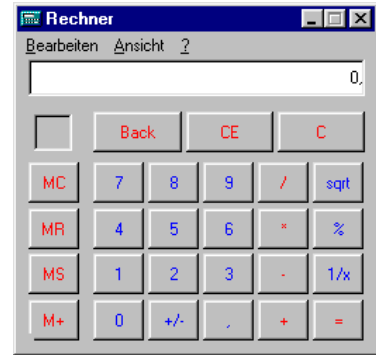 Rechner
Bearbeiten Ansicht ?
0,
Back CE C
MC 7 8 9 / sqrt
MR 4 5 6 * %
MS 1 2 3 - 1/x
M+ 0 +/- , + =